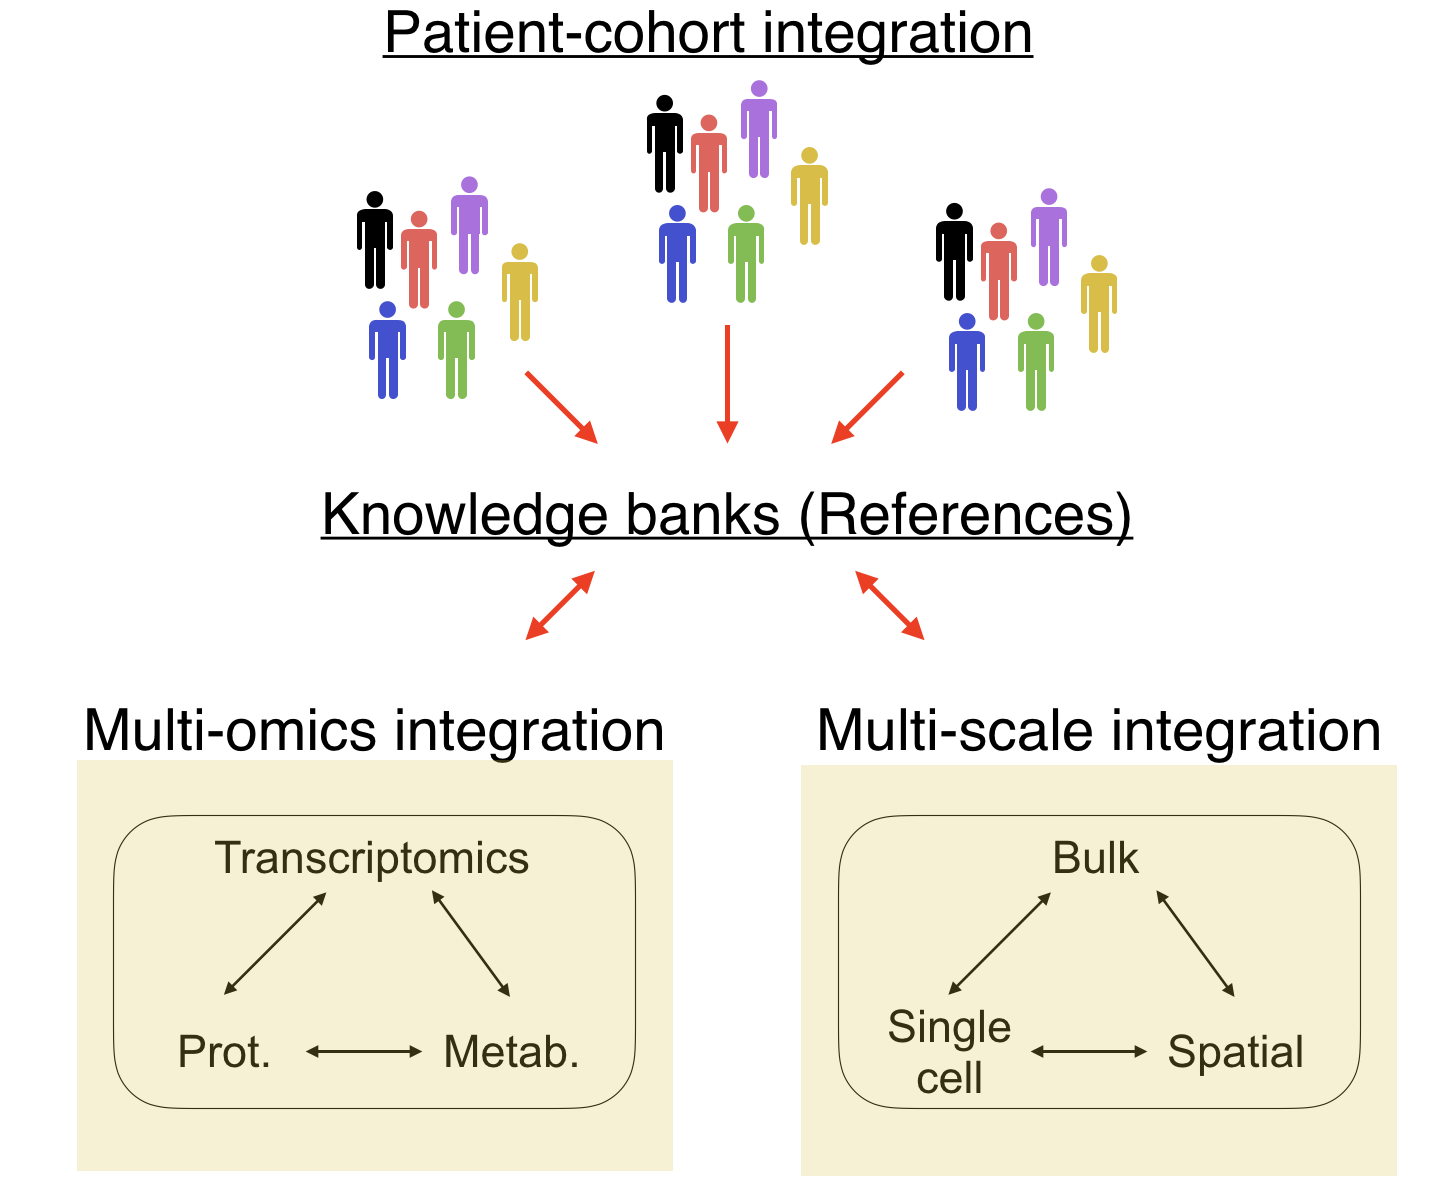 Patient-cohort integration
Knowledge banks (References)
Multi-omics integration
Transcriptomics
Prot.
Metab.
Multi-scale integration
Bulk
Single
cell
Spatial